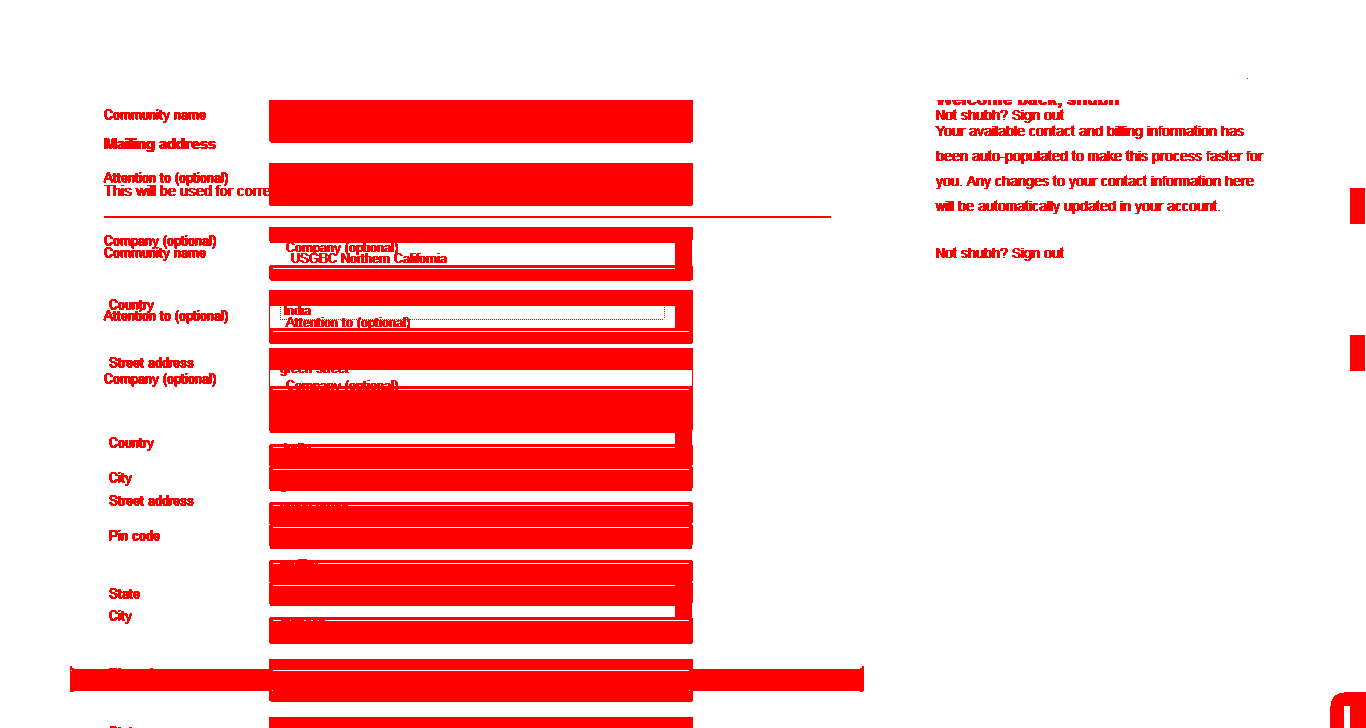 Welcome back, shubh
Community name
Not shubh? Sign out
Your available contact and billing information has
Mailing address
been auto-populated to make this process faster for
Attention to (optional)
you. Any changes to your contact information here
This will be used for corre
will be automatically updated in your account.
Company (optional)
Company (optional)
Community name
USGBC Northern California
Not shubh? Sign out
Country
India
Attention to (optional)
Attention to (optional)
Street address
green street
Company (optional)
Company (optional)
Country
City
Street address
Pin code
State
City